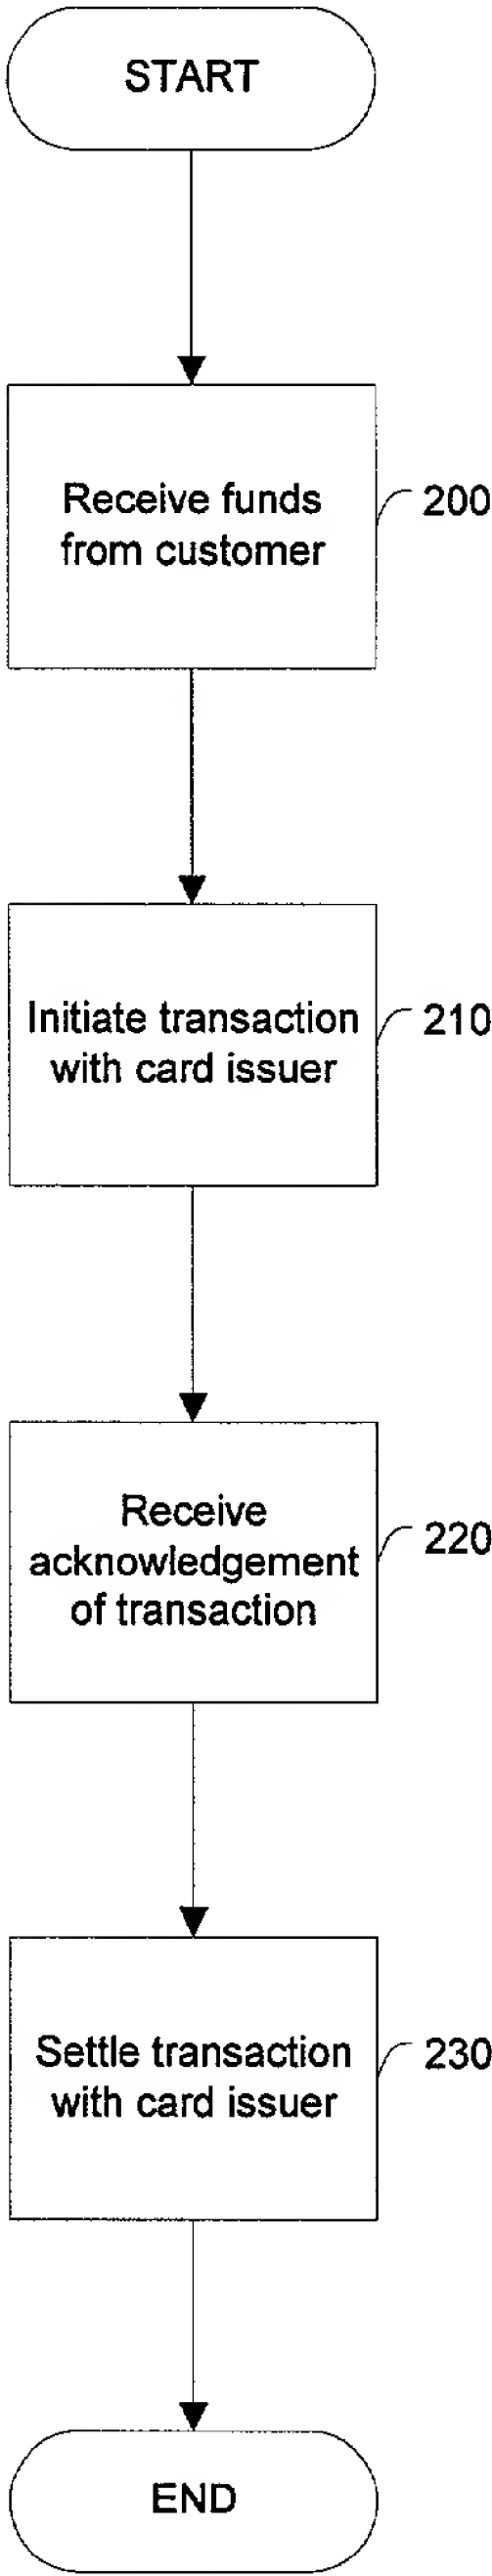 START
Receive funds
from customer
200
Initiate transaction
with card issuer
210
Receive
acknowledgement
of transaction
220
Settle transaction
with card issuer
230
END